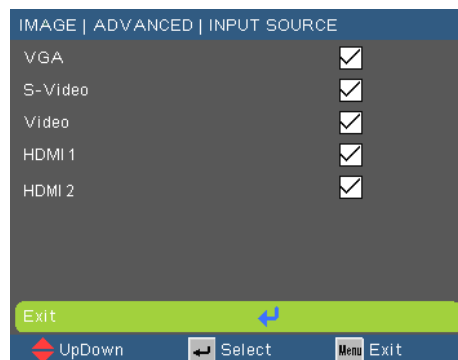 IMAGE | ADVANCED | INPUT SOURCE
VGA
S-Video
Video
HDMI 1
HDMI 2
Exit
UpDown Select Menu Exit